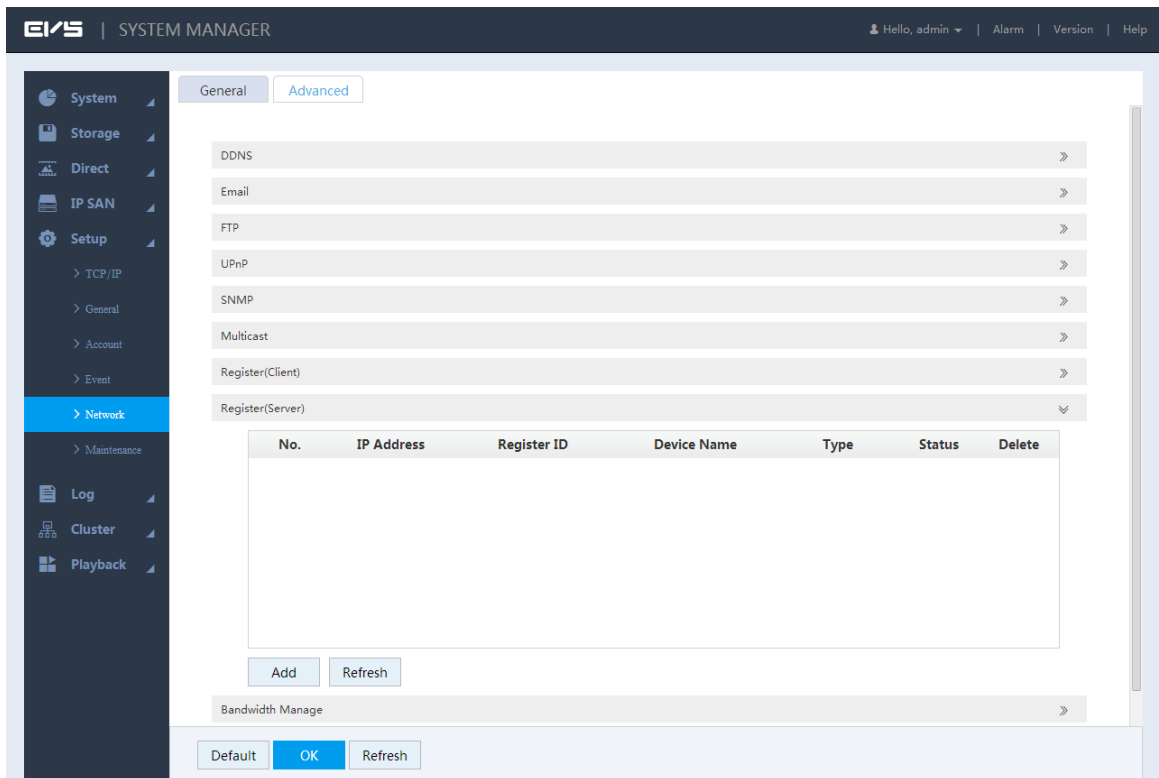 EVS | SYSTEM MANAGER
Hello, admin | Alarm | Version | Help
General Advanced
System
Storage
Direct
IP SAN
Setup
> TCP/IP
> General
> Account
> Event
> Network
> Maintenance
Log
Cluster
Playback
DDNS
Email
FTP
UPnP
SNMP
Multicast
Register(Client)
Register(Server)
No. IP Address Register ID Device Name Type Status Delete
Add Refresh
Bandwidth Manage
Default OK Refresh